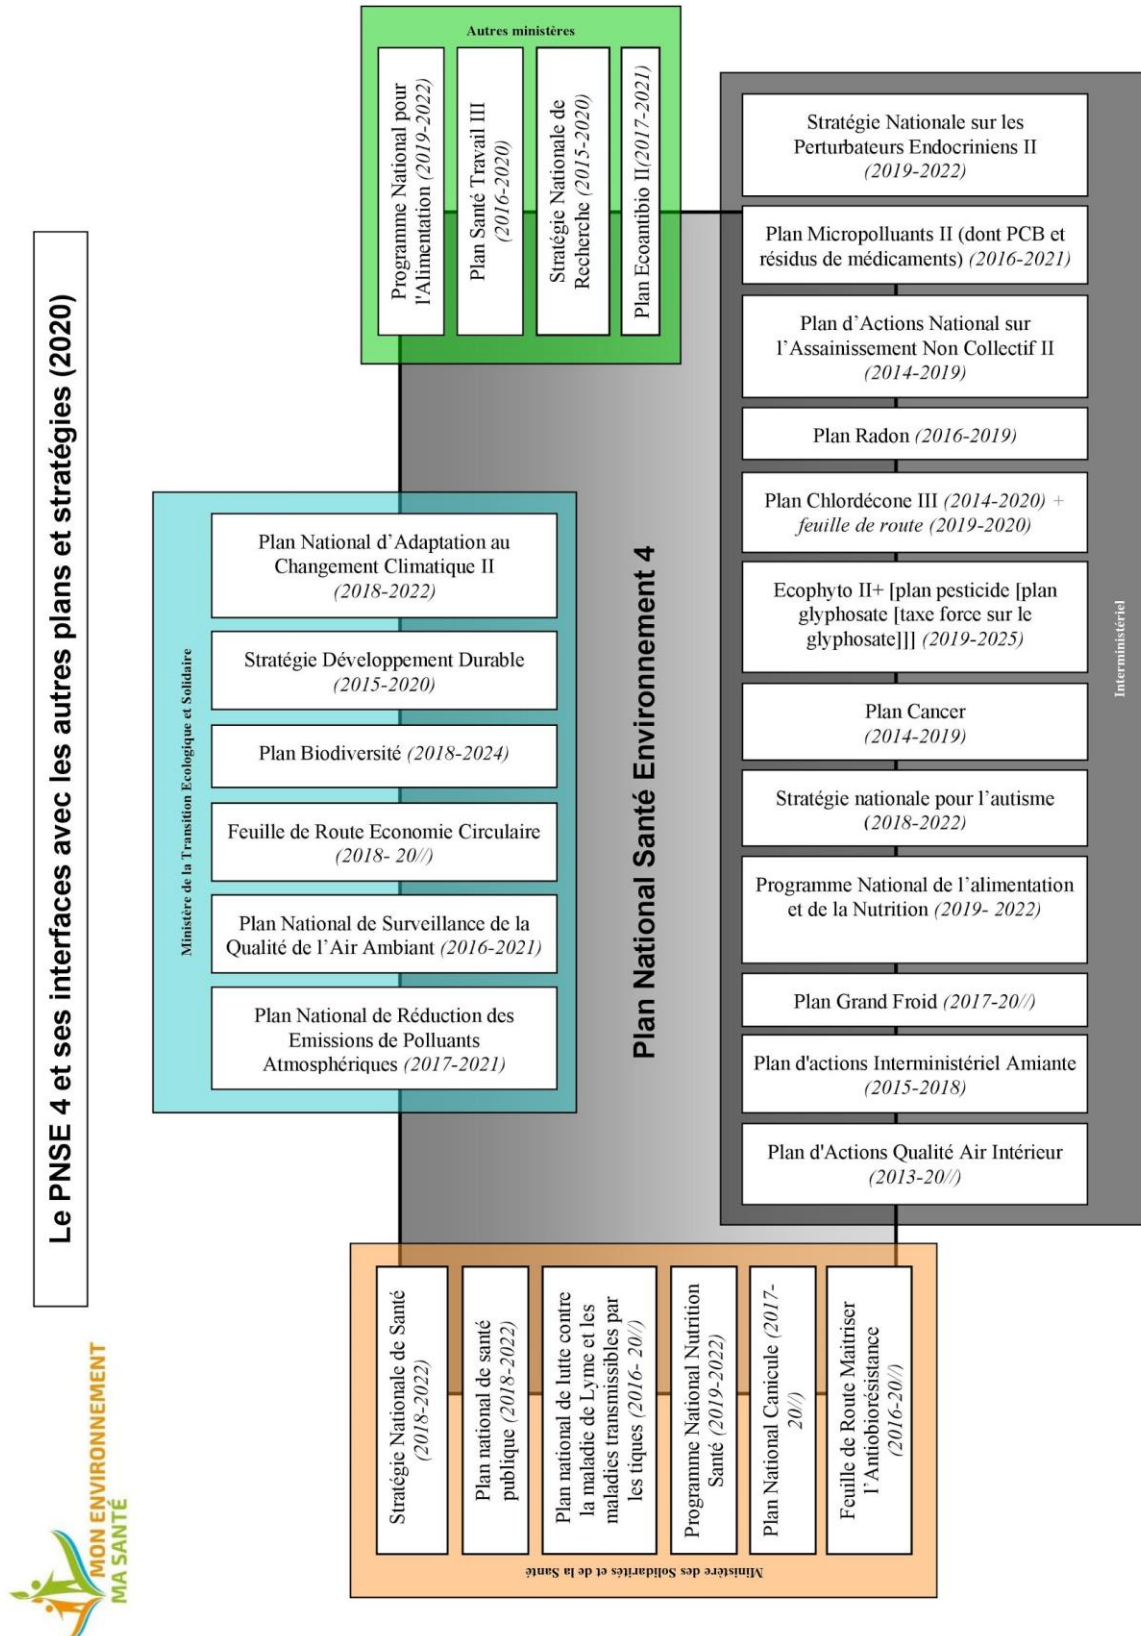 Le PNSE 4 et ses interfaces avec les autres plans et stratégies (2020)
MON ENVIRONNEMENT
MA SANTÉ
Autres ministères
Programme National pour
l'Alimentation (2019-2022)
Plan Santé Travail III
(2016-2020)
Stratégie Nationale de
Recherche (2015-2020)
Plan Ecoantibio II(2017-2021)
Ministère de la Transition Ecologique et Solidaire
Plan National d’Adaptation au
Changement Climatique II
(2018-2022)
Stratégie Développement Durable
(2015-2020)
Plan Biodiversité (2018-2024)
Feuille de Route Economie Circulaire
(2018- 20//)
Plan National de Surveillance de la
Qualité de l’Air Ambiant (2016-2021)
Plan National de Réduction des
Emissions de Polluants
Atmosphériques (2017-2021)
Plan National Santé Environnement 4
Stratégie Nationale sur les
Perturbateurs Endocriniens II
(2019-2022)
Plan Micropolluants II (dont PCB et
résidus de médicaments) (2016-2021)
Plan d’Actions National sur
l’Assainissement Non Collectif II
(2014-2019)
Plan Radon (2016-2019)
Plan Chlordécone III (2014-2020) +
feuille de route (2019-2020)
Ecophyto II+ [plan pesticide [plan
glyphosate [taxe force sur le
glyphosate]]] (2019-2025)
Plan Cancer
(2014-2019)
Stratégie nationale pour l’autisme
(2018-2022)
Programme National de l’alimentation
et de la Nutrition (2019- 2022)
Plan Grand Froid (2017-20//)
Plan d'actions Interministériel Amiante
(2015-2018)
Plan d'Actions Qualité Air Intérieur
(2013-20//)
Interministériel
Stratégie Nationale de Santé
(2018-2022)
Plan national de santé
publique (2018-2022)
Plan national de lutte contre
la maladie de Lyme et les
maladies transmissibles par
les tiques (2016- 20//)
Programme National Nutrition
Santé (2019-2022)
Plan National Canicule (2017-
20//)
Feuille de Route Maitriser
l’Antiobiorésistance
(2016-20//)
Ministère des Solidarités et de la Santé